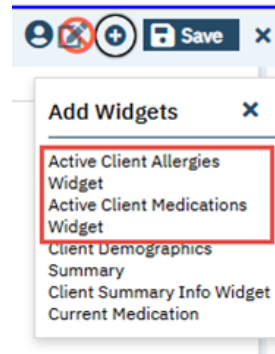 Save
Add Widgets
Active Client Allergies
Widget
Active Client Medications
Widget
Client Demographics
Summary
Client Summary Info Widget
Current Medication